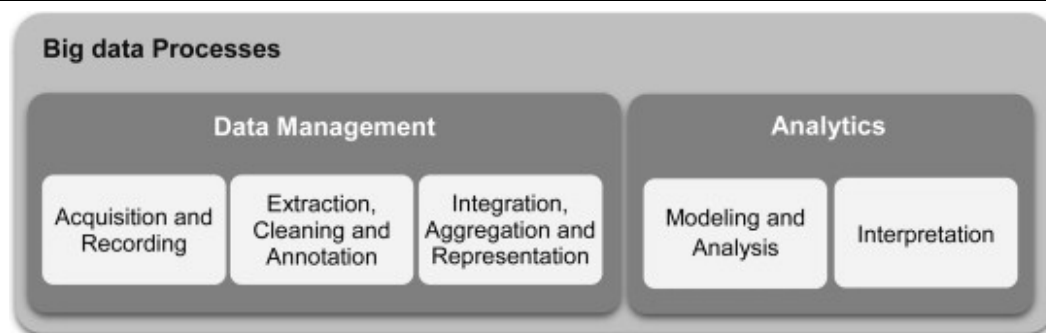 Big data Processes
Data Management
Analytics
Acquisition and
Recording
Extraction,
Cleaning and
Annotation
Integration,
Aggregation and
Representation
Modeling and
Analysis
Interpretation